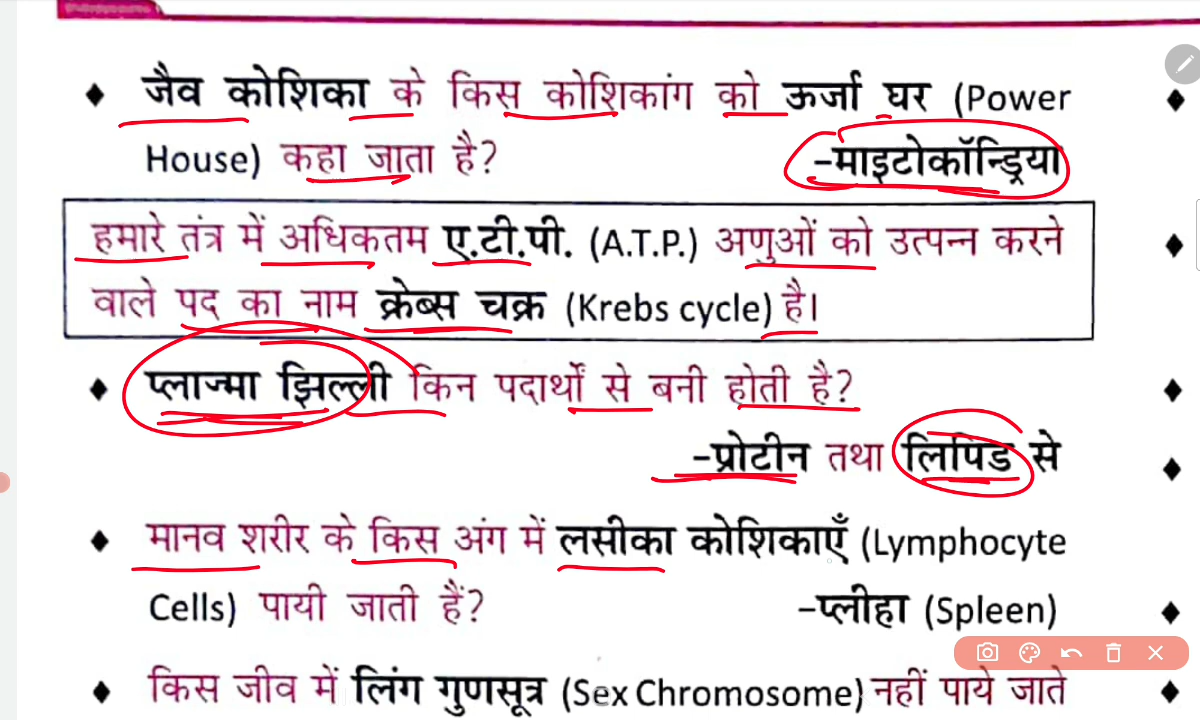 ♦ जैव कोशिका के किस कोशिकांग को ऊर्जा घर (Power
House) कहा जाता है? –माइटोकॉन्ड्रिया
हमारे तंत्र में अधिकतम ए.टी.पी. (A.T.P.) अणुओं को उत्पन्न करने
वाले पद का नाम क्रेब्स चक्र (Krebs cycle) है।
♦ प्लाज्मा झिल्ली किन पदार्थों से बनी होती है?
–प्रोटीन तथा लिपिड से
♦ मानव शरीर के किस अंग में लसीका कोशिकाएँ (Lymphocyte
Cells) पायी जाती हैं? –प्लीहा (Spleen)
♦ किस जीव में लिंग गुणसूत्र (Sex Chromosome) नहीं पाये जाते